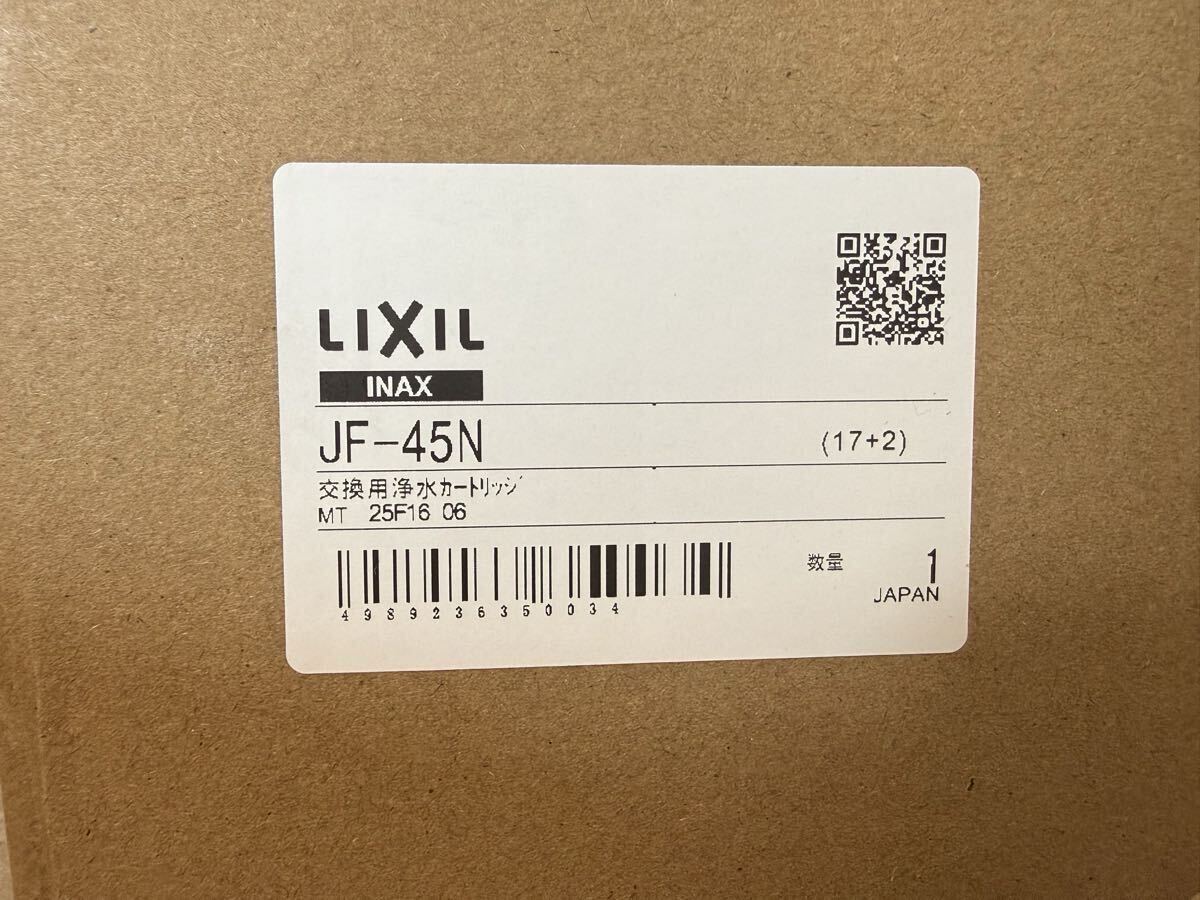 LIXIL
INAX
JF-45N (17+2)
交換用浄水ｶｰﾄﾘｯｼﾞ
MT 25F16 06
数量 1
JAPAN
4989236350034